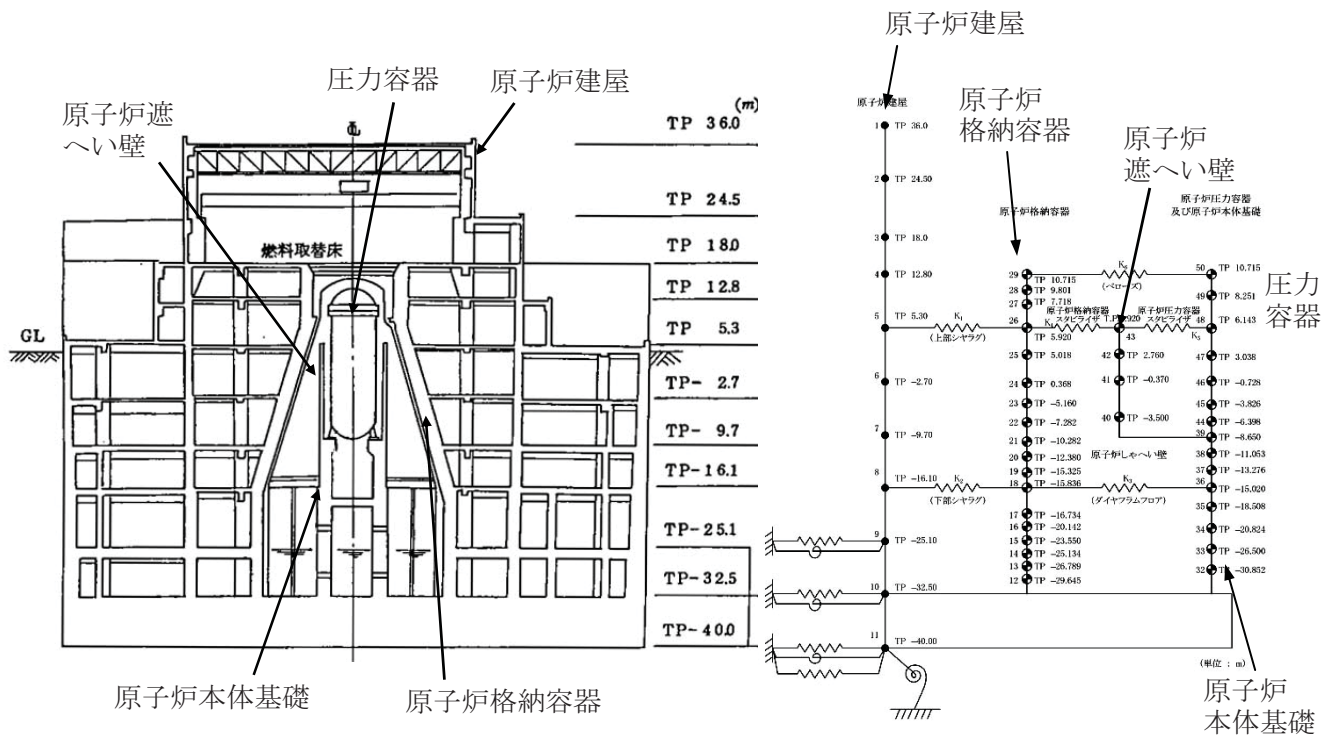 圧力容器
原子炉建屋
原子炉遮
へい壁
℄
燃料取替床
GL
原子炉本体基礎
原子炉格納容器
(m)
TP 36.0
TP 24.5
TP 18.0
TP 12.8
TP 5.3
TP- 2.7
TP- 9.7
TP-16.1
TP-25.1
TP-32.5
TP-40.0
原子炉建屋
原子炉建屋
1 TP 36.0
2 TP 24.50
3 TP 18.0
4 TP 12.80
5 TP 5.30
6 TP -2.70
7 TP -9.70
8 TP -16.10
9 TP -25.10
10 TP -32.50
11 TP -40.00
K₁
(上部シヤラグ)
K₂
(下部シヤラグ)
原子炉
格納容器
原子炉格納容器
29 TP 10.715
28 TP 9.801
27 TP 7.718
26 TP 5.920
25 TP 5.018
24 TP 0.368
23 TP -5.160
22 TP -7.282
21 TP -10.282
20 TP -12.380
19 TP -15.325
18 TP -15.836
17 TP -16.734
16 TP -20.142
15 TP -23.550
14 TP -25.134
13 TP -26.789
12 TP -29.645
(ベローズ)
原子炉格納容器
スタビライザ
原子炉圧力容器
スタビライザ
K₅
K₃
(ダイヤフラムフロア)
原子炉
遮へい壁
43
42 TP 2.760
41 TP -0.370
40 TP -3.500
原子炉しゃへい壁
原子炉圧力容器
及び原子炉本体基礎
圧力
容器
50 TP 10.715
49 TP 8.251
48 TP 6.143
47 TP 3.038
46 TP -0.728
45 TP -3.826
44 TP -6.398
39 TP -8.650
38 TP -11.053
37 TP -13.276
36 TP -15.020
35 TP -18.508
34 TP -20.824
33 TP -26.500
32 TP -30.852
(単位 : m)
原子炉
本体基礎